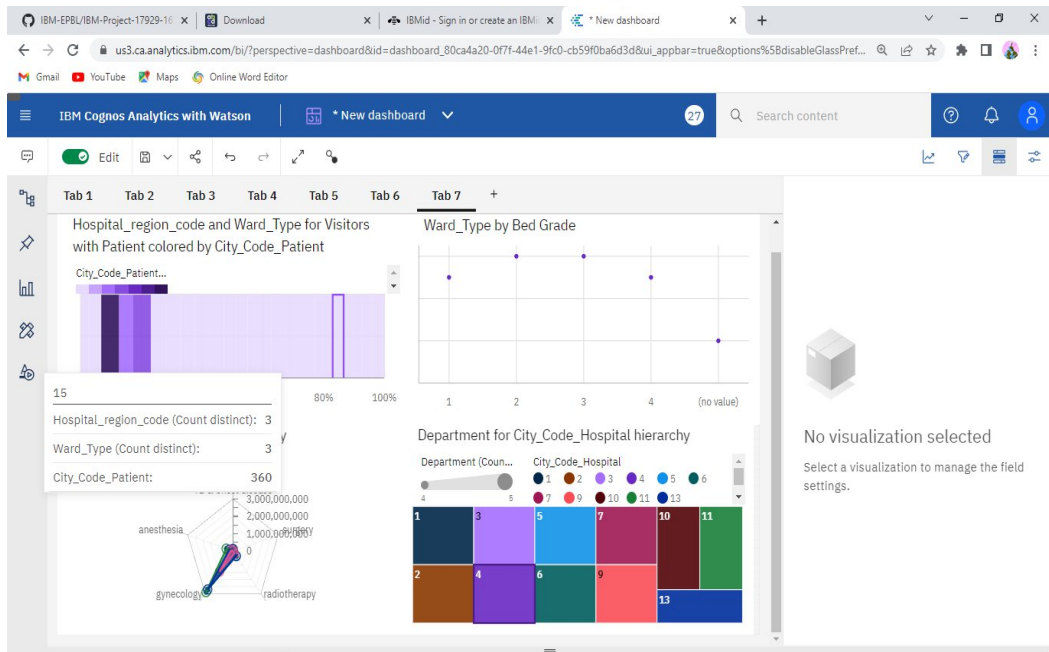 IBM-EPBL/IBM-Project-17929-16
Download
IBMid - Sign in or create an IBMi
* New dashboard
us3.ca.analytics.ibm.com/bi/?perspective=dashboard&id=dashboard_80ca4a20-0f7f-44e1-9fc0-cb59f0ba6d3d&ui_appbar=true&options%5BdisableGlassPref...
Gmail YouTube Maps Online Word Editor
IBM Cognos Analytics with Watson
* New dashboard
27
Search content
Edit
Tab 1 Tab 2 Tab 3 Tab 4 Tab 5 Tab 6 Tab 7 +
Hospital_region_code and Ward_Type for Visitors
with Patient colored by City_Code_Patient
City_Code_Patient...
80% 100%
15
Hospital_region_code (Count distinct): 3
Ward_Type (Count distinct): 3
City_Code_Patient: 360
3,000,000,000
2,000,000,000
1,000,000,000
0
anesthesia
surgery
gynecology
radiotherapy
Ward_Type by Bed Grade
1 2 3 4 (no value)
Department for City_Code_Hospital hierarchy
Department (Coun...
4 5
City_Code_Hospital
1 2 3 4 5 6
7 9 10 11 13
1 3 5 7 10 11
2 4 6 9
13
No visualization selected
Select a visualization to manage the field
settings.